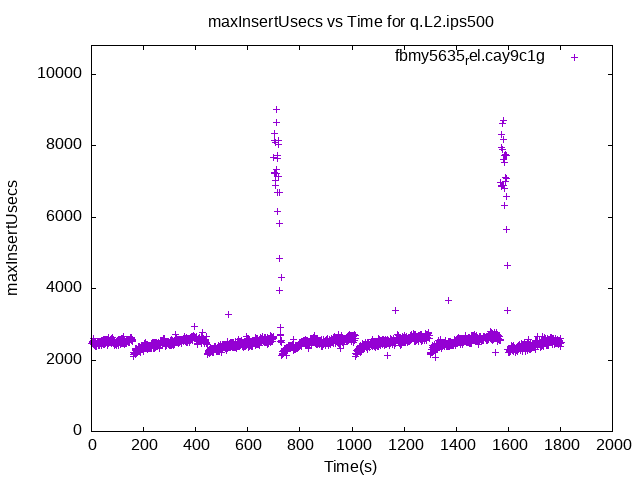 maxInsertUsecs vs Time for q.L2.ips500
fbmy5635rel.cay9c1g
10000
8000
6000
4000
2000
0
maxInsertUsecs
0 200 400 600 800 1000 1200 1400 1600 1800 2000
Time(s)